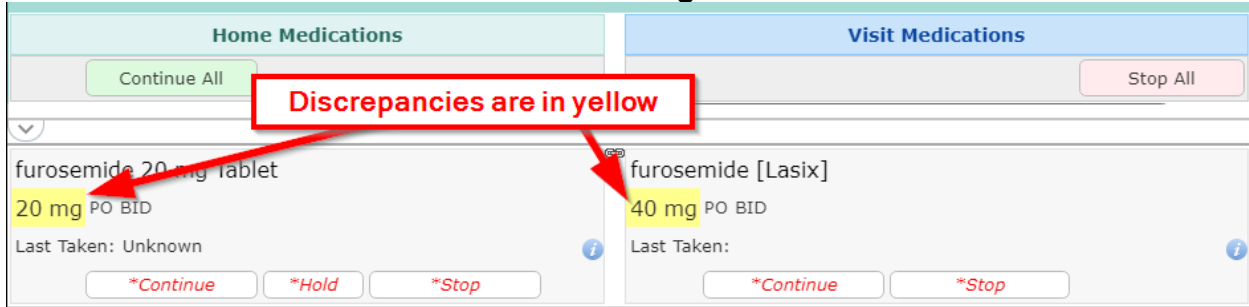 Home Medications
Visit Medications
Continue All
Stop All
Discrepancies are in yellow
furosemide 20 mg Tablet
20 mg PO BID
Last Taken: Unknown
*Continue *Hold *Stop
furosemide [Lasix]
40 mg PO BID
Last Taken:
*Continue *Stop